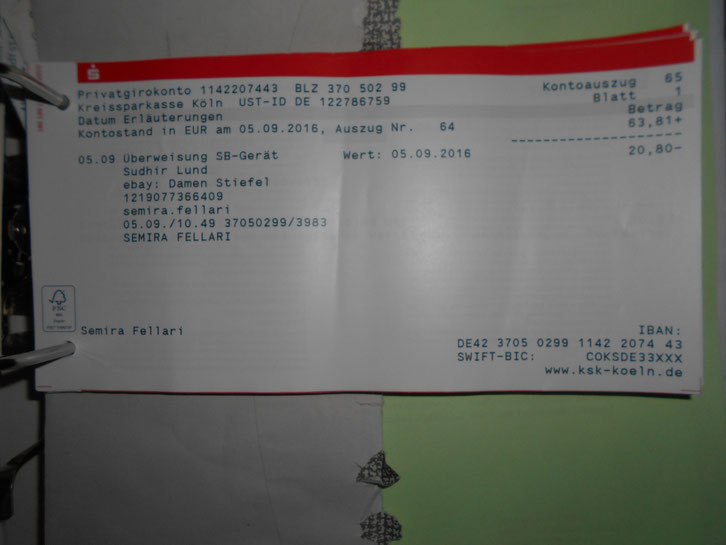 Privatgirokonto 1142207443 BLZ 370 502 99 Kontoauszug 65
Kreissparkasse Köln UST-ID DE 122786759 Blatt 1
Datum Erläuterungen Betrag
Kontostand in EUR am 05.09.2016, Auszug Nr. 64 63,81+
05.09 Überweisung SB-Gerät Wert: 05.09.2016 20,80-
Sudhir Lund
ebay: Damen Stiefel
1219077366409
semira.fellari
05.09./10.49 37050299/3983
SEMIRA FELLARI
FSC
Semira Fellari IBAN:
DE42 3705 0299 1142 2074 43
SWIFT-BIC: COKSDE33XXX
www.ksk-koeln.de